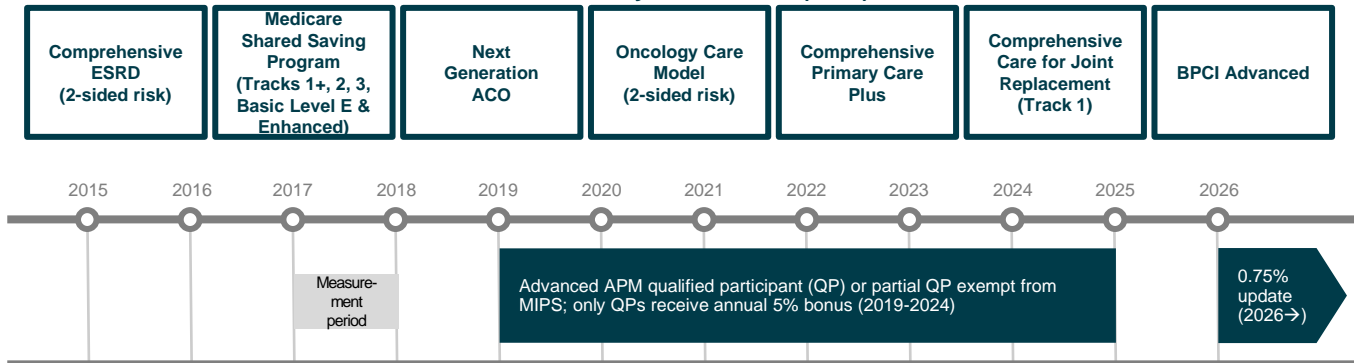 Comprehensive
ESRD
(2-sided risk)
Medicare
Shared Saving
Program
(Tracks 1+, 2, 3,
Basic Level E &
Enhanced)
Next
Generation
ACO
Oncology Care
Model
(2-sided risk)
Comprehensive
Primary Care
Plus
Comprehensive
Care for Joint
Replacement
(Track 1)
BPCI Advanced
2015 2016 2017 2018 2019 2020 2021 2022 2023 2024 2025 2026
Measure-
ment
period
Advanced APM qualified participant (QP) or partial QP exempt from
MIPS; only QPs receive annual 5% bonus (2019-2024)
0.75%
update
(2026→)